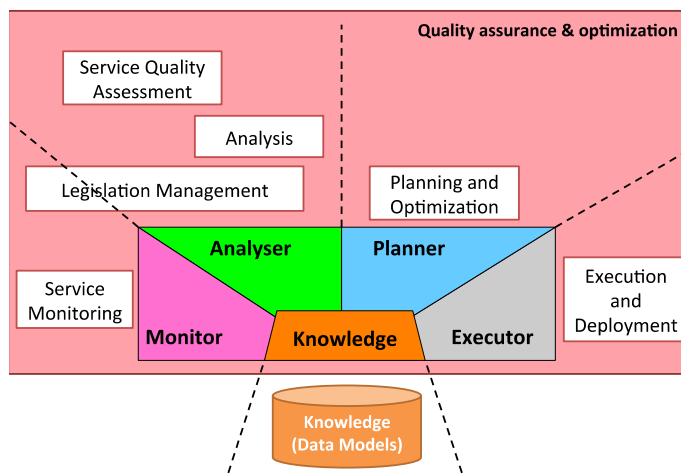 Quality assurance & optimization
Service Quality
Assessment
Analysis
Legislation Management
Planning and
Optimization
Analyser
Planner
Service
Monitoring
Execution
and
Deployment
Monitor
Knowledge
Executor
Knowledge
(Data Models)